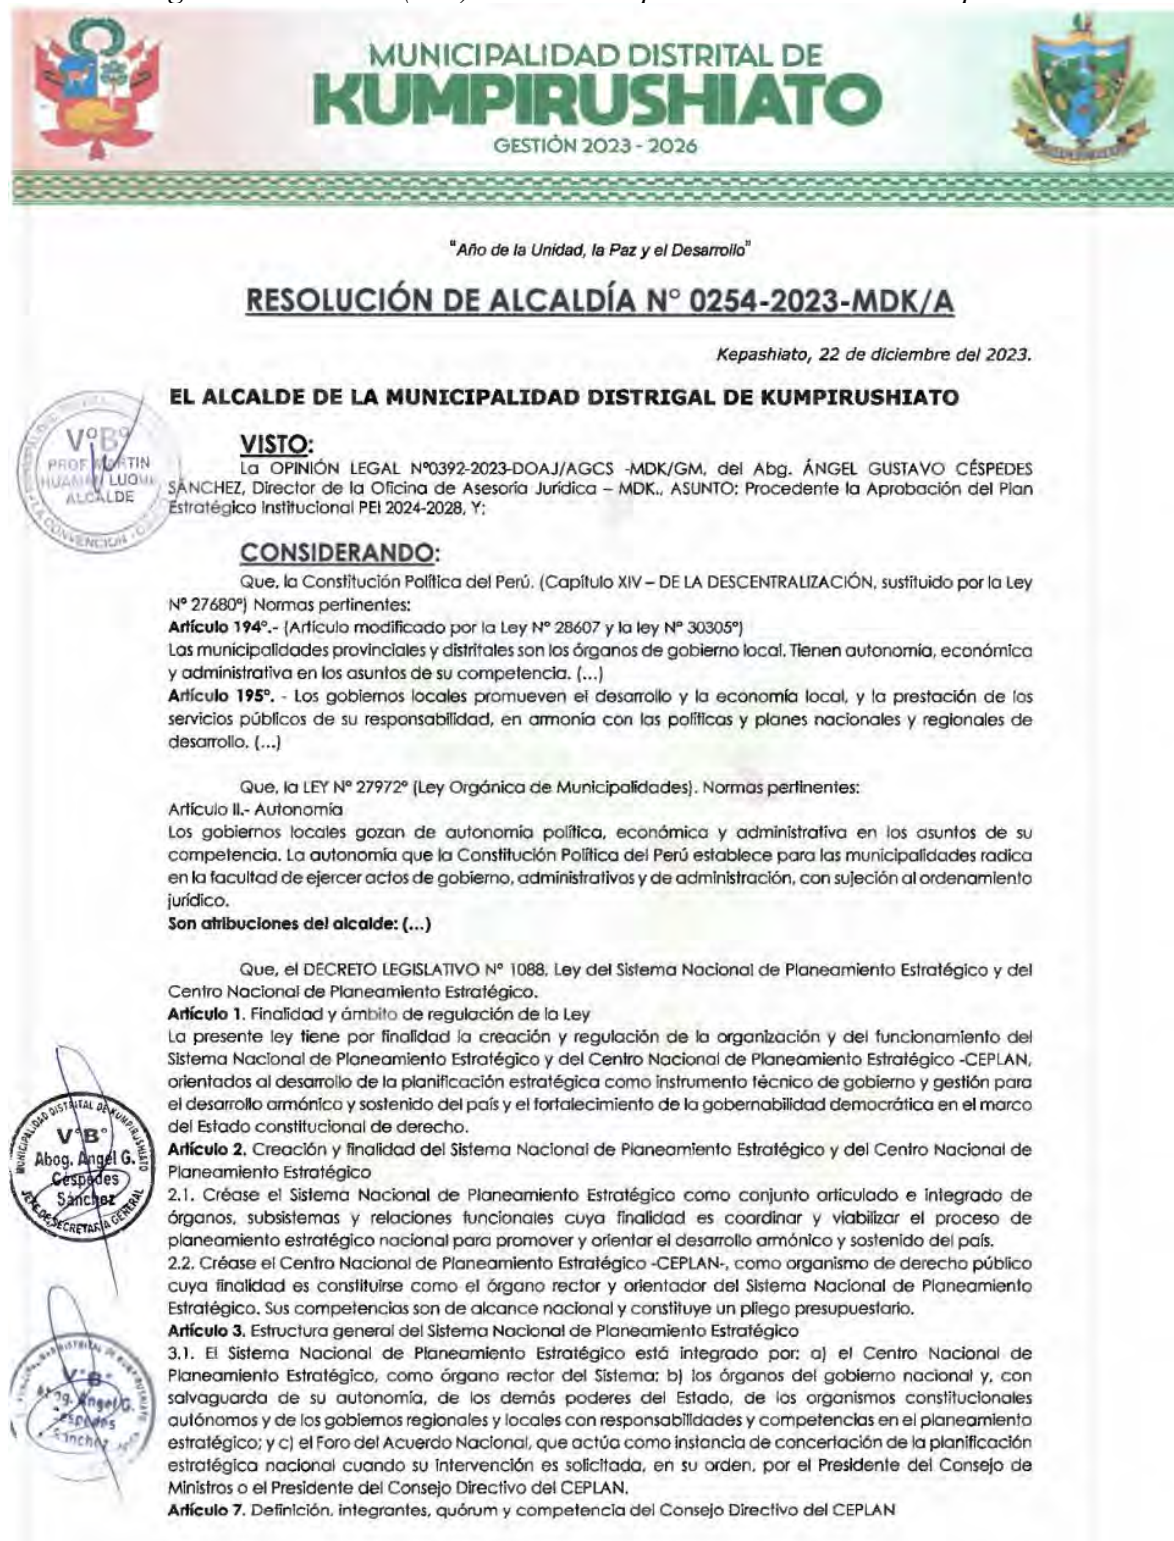 MUNICIPALIDAD DISTRITAL DE
KUMPIRUSHIATO
GESTIÓN 2023 - 2026
"Año de la Unidad, la Paz y el Desarrollo"
RESOLUCIÓN DE ALCALDÍA N° 0254-2023-MDK/A
Kepashiato, 22 de diciembre del 2023.
EL ALCALDE DE LA MUNICIPALIDAD DISTRIGAL DE KUMPIRUSHIATO
V°B°
PROF. MARTIN
HUAMAN LUQUE
ALCALDE
LA CONVENCION
VISTO:
La OPINIÓN LEGAL N°0392-2023-DOAJ/AGCS -MDK/GM, del Abg. ÁNGEL GUSTAVO CÉSPEDES
SÁNCHEZ, Director de la Oficina de Asesoría Jurídica – MDK., ASUNTO: Procedente la Aprobación del Plan
Estratégico Institucional PEI 2024-2028, Y;
CONSIDERANDO:
Que, la Constitución Política del Perú. (Capítulo XIV – DE LA DESCENTRALIZACIÓN, sustituido por la Ley
N° 27680°) Normas pertinentes:
Artículo 194°.- (Artículo modificado por la Ley N° 28607 y la ley N° 30305°)
Las municipalidades provinciales y distritales son los órganos de gobierno local. Tienen autonomía, económica
y administrativa en los asuntos de su competencia. (...)
Artículo 195°. - Los gobiernos locales promueven el desarrollo y la economía local, y la prestación de los
servicios públicos de su responsabilidad, en armonía con las políticas y planes nacionales y regionales de
desarrollo. (...)
Que, la LEY N° 27972° (Ley Orgánica de Municipalidades). Normas pertinentes:
Artículo II.- Autonomía
Los gobiernos locales gozan de autonomía política, económica y administrativa en los asuntos de su
competencia. La autonomía que la Constitución Política del Perú establece para las municipalidades radica
en la facultad de ejercer actos de gobierno, administrativos y de administración, con sujeción al ordenamiento
jurídico.
Son atribuciones del alcalde: (...)
Que, el DECRETO LEGISLATIVO N° 1088, Ley del Sistema Nacional de Planeamiento Estratégico y del
Centro Nacional de Planeamiento Estratégico.
Artículo 1. Finalidad y ámbito de regulación de la Ley
La presente ley tiene por finalidad la creación y regulación de la organización y del funcionamiento del
Sistema Nacional de Planeamiento Estratégico y del Centro Nacional de Planeamiento Estratégico -CEPLAN,
orientados al desarrollo de la planificación estratégica como instrumento técnico de gobierno y gestión para
el desarrollo armónico y sostenido del país y el fortalecimiento de la gobernabilidad democrática en el marco
del Estado constitucional de derecho.
Artículo 2. Creación y finalidad del Sistema Nacional de Planeamiento Estratégico y del Centro Nacional de
Planeamiento Estratégico
2.1. Créase el Sistema Nacional de Planeamiento Estratégico como conjunto articulado e integrado de
órganos, subsistemas y relaciones funcionales cuya finalidad es coordinar y viabilizar el proceso de
planeamiento estratégico nacional para promover y orientar el desarrollo armónico y sostenido del país.
2.2. Créase el Centro Nacional de Planeamiento Estratégico -CEPLAN-, como organismo de derecho público
cuya finalidad es constituirse como el órgano rector y orientador del Sistema Nacional de Planeamiento
Estratégico. Sus competencias son de alcance nacional y constituye un pliego presupuestario.
Artículo 3. Estructura general del Sistema Nacional de Planeamiento Estratégico
3.1. El Sistema Nacional de Planeamiento Estratégico está integrado por: a) el Centro Nacional de
Planeamiento Estratégico, como órgano rector del Sistema; b) los órganos del gobierno nacional y, con
salvaguarda de su autonomía, de los demás poderes del Estado, de los organismos constitucionales
autónomos y de los gobiernos regionales y locales con responsabilidades y competencias en el planeamiento
estratégico; y c) el Foro del Acuerdo Nacional, que actúa como instancia de concertación de la planificación
estratégica nacional cuando su intervención es solicitada, en su orden, por el Presidente del Consejo de
Ministros o el Presidente del Consejo Directivo del CEPLAN.
Artículo 7. Definición, integrantes, quórum y competencia del Consejo Directivo del CEPLAN
MUNICIPALIDAD DISTRITAL DE KUMPIRUSHIATO
V°B°
Abog. Angel G.
Céspedes
Sánchez
JEFE DE SECRETARÍA GENERAL
V°B°
Abog. Angel G.
Céspedes
Sánchez